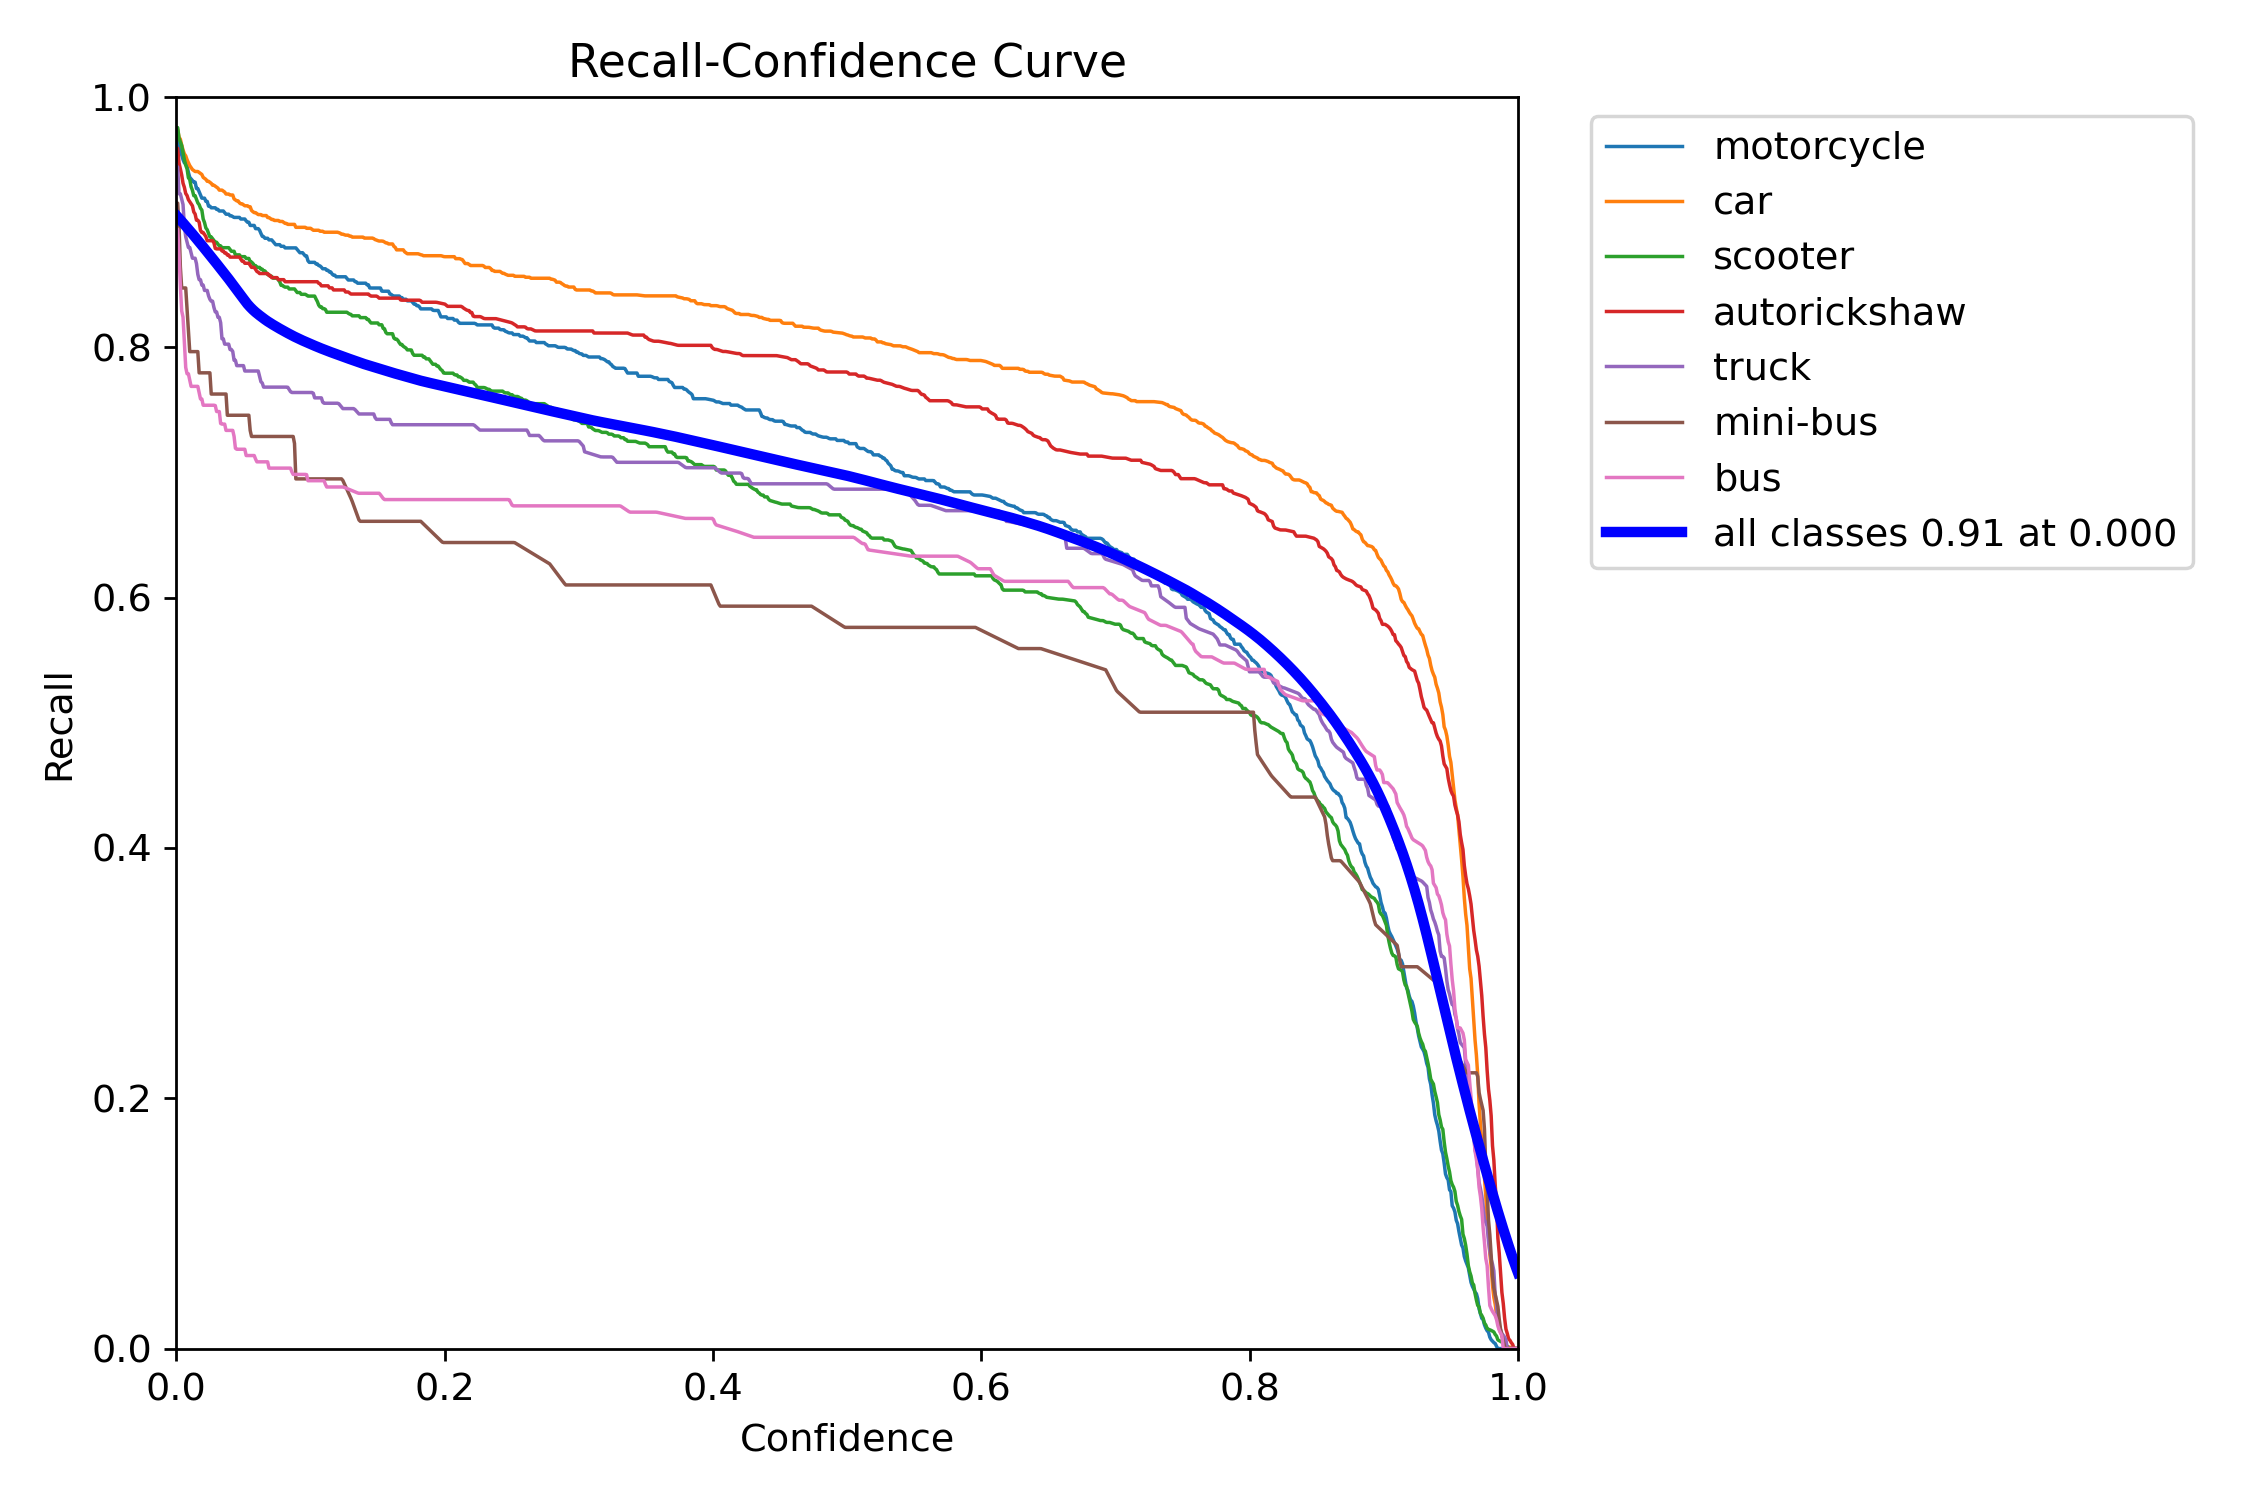 Recall-Confidence Curve
1.0
0.8
0.6
0.4
0.2
0.0
Recall
0.0 0.2 0.4 0.6 0.8 1.0
Confidence
motorcycle
car
scooter
autorickshaw
truck
mini-bus
bus
all classes 0.91 at 0.000